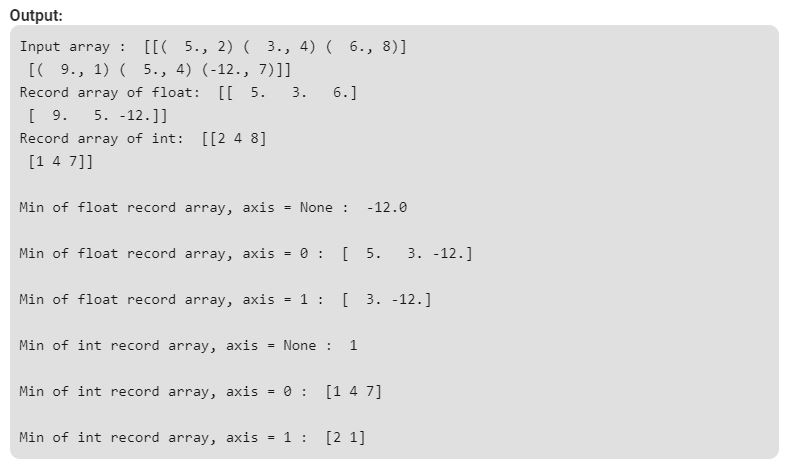 Output:
Input array :  [[(  5., 2) (  3., 4) (  6., 8)]
 [(  9., 1) (  5., 4) (-12., 7)]]
Record array of float:  [[  5.   3.   6.]
 [  9.   5. -12.]]
Record array of int:  [[2 4 8]
 [1 4 7]]
Min of float record array, axis = None :  -12.0
Min of float record array, axis = 0 :  [  5.   3. -12.]
Min of float record array, axis = 1 :  [  3. -12.]
Min of int record array, axis = None :  1
Min of int record array, axis = 0 :  [1 4 7]
Min of int record array, axis = 1 :  [2 1]